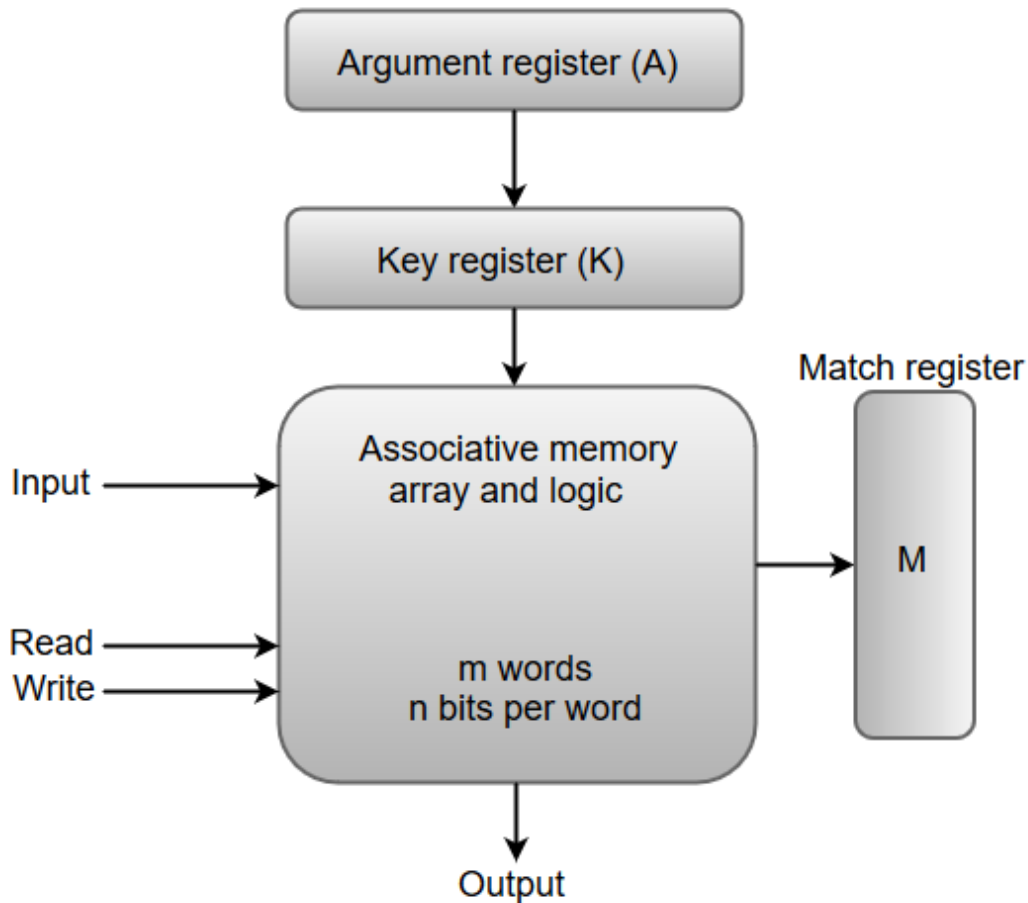 Argument register (A)
Key register (K)
Match register
Associative memory
array and logic
Input
M
Read
Write
m words
n bits per word
Output